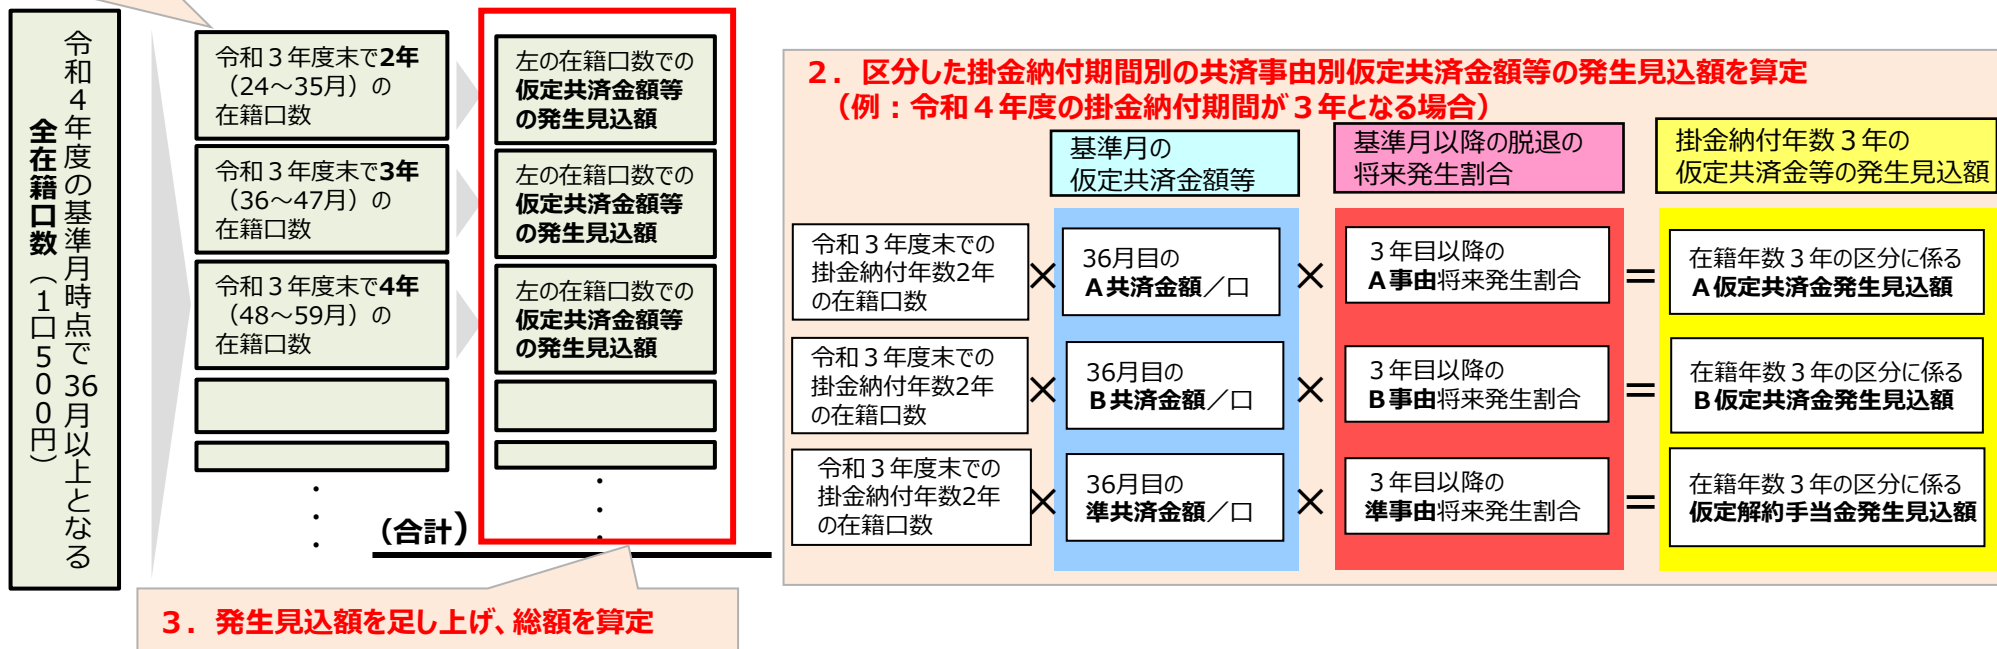 令和４年度の基準月時点で36月以上となる
全在籍口数（１口５００円）
令和３年度末で2年
（24～35月）の
在籍口数
令和３年度末で3年
（36～47月）の
在籍口数
令和３年度末で4年
（48～59月）の
在籍口数
・
・
・
左の在籍口数での
仮定共済金額等
の発生見込額
左の在籍口数での
仮定共済金額等
の発生見込額
左の在籍口数での
仮定共済金額等
の発生見込額
・
・
・
（合計）
３．発生見込額を足し上げ、総額を算定
２．区分した掛金納付期間別の共済事由別仮定共済金額等の発生見込額を算定
（例：令和４年度の掛金納付期間が３年となる場合）
基準月の
仮定共済金額等
基準月以降の脱退の
将来発生割合
掛金納付年数３年の
仮定共済金等の発生見込額
令和３年度末での
掛金納付年数2年
の在籍口数
×
36月目の
Ａ共済金額／口
×
３年目以降の
Ａ事由将来発生割合
＝
在籍年数３年の区分に係る
Ａ仮定共済金発生見込額
令和３年度末での
掛金納付年数2年
の在籍口数
×
36月目の
Ｂ共済金額／口
×
３年目以降の
Ｂ事由将来発生割合
＝
在籍年数３年の区分に係る
Ｂ仮定共済金発生見込額
令和３年度末での
掛金納付年数2年
の在籍口数
×
36月目の
準共済金額／口
×
３年目以降の
準事由将来発生割合
＝
在籍年数３年の区分に係る
仮定解約手当金発生見込額